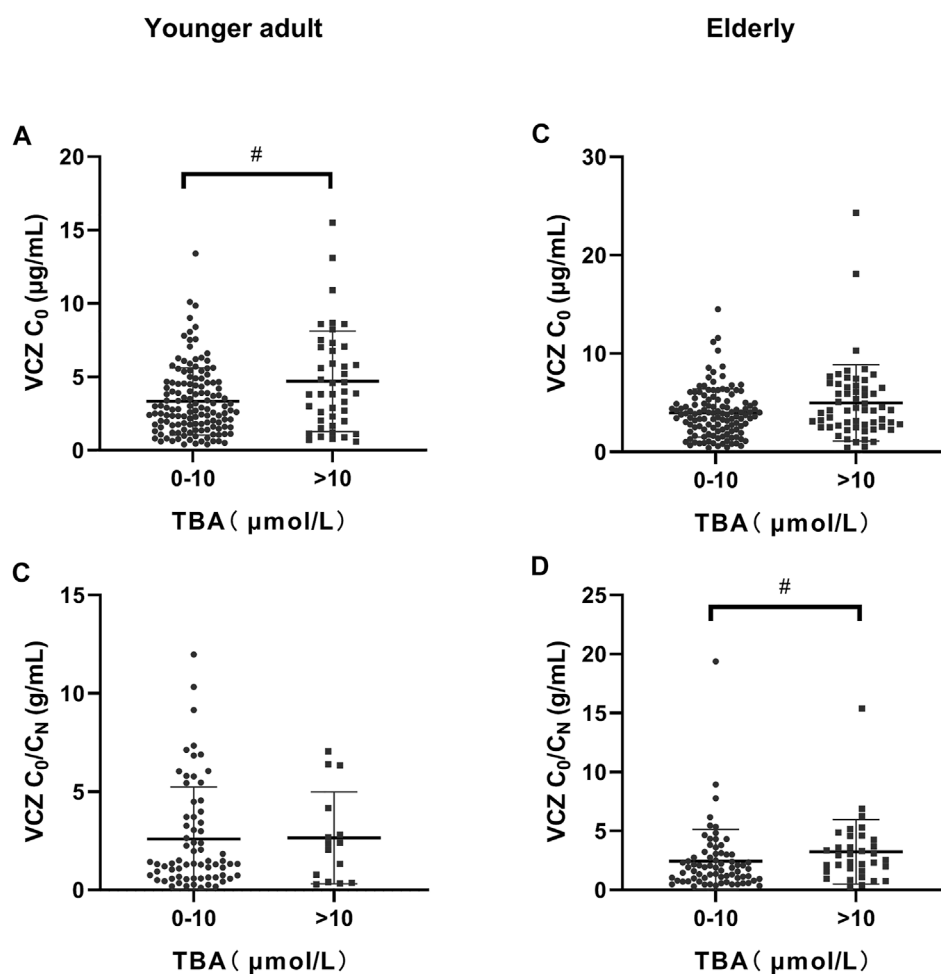 Younger adult
Elderly
A
#
VCZ C₀ (µg/mL)
20
15
10
5
0
0-10
>10
TBA ( µmol/L)
C
VCZ C₀ (µg/mL)
30
20
10
0
0-10
>10
TBA ( µmol/L)
C
VCZ C₀/C_N (g/mL)
15
10
5
0
0-10
>10
TBA ( µmol/L)
D
#
VCZ C₀/C_N (g/mL)
25
20
15
10
5
0
0-10
>10
TBA ( µmol/L)